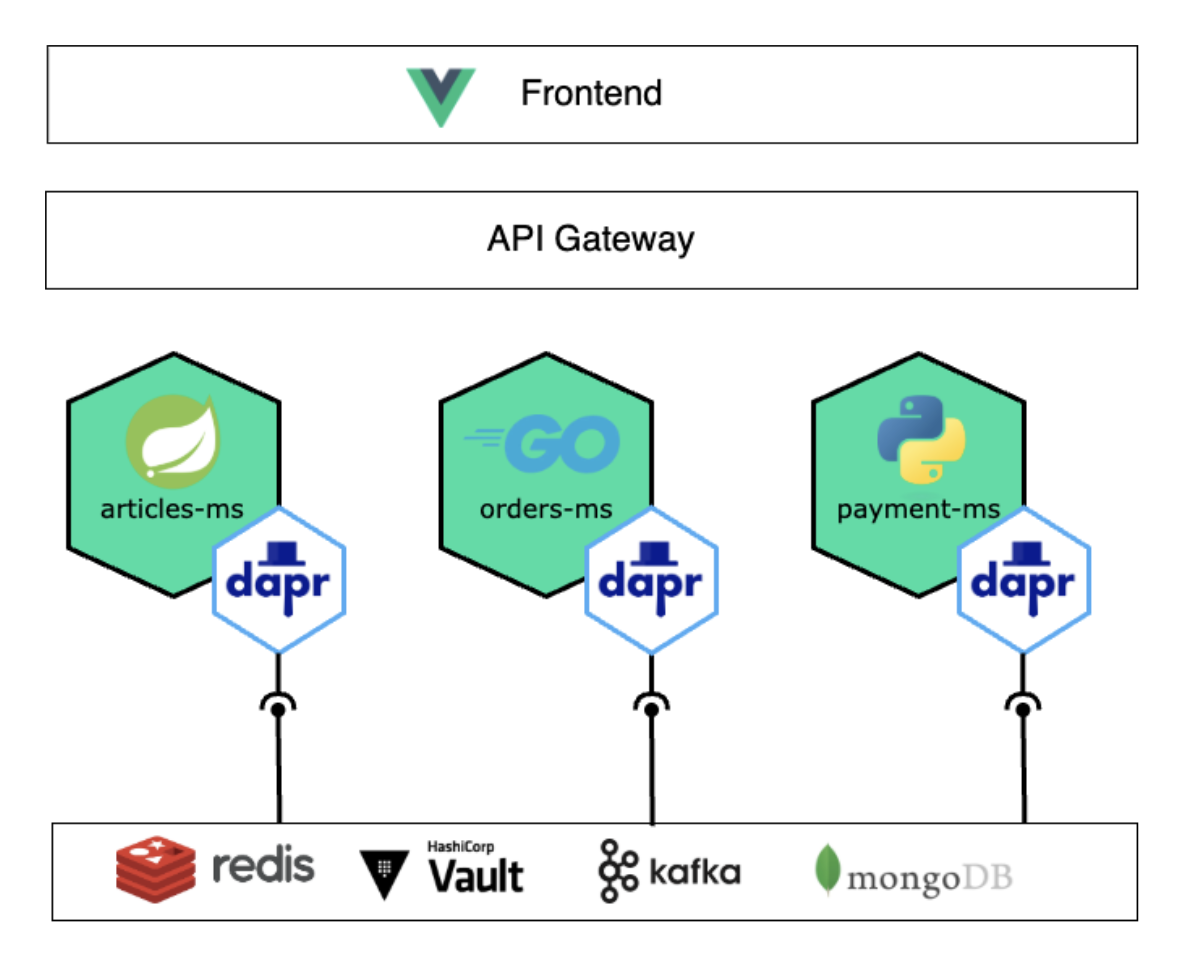 Frontend
API Gateway
GO
articles-ms
orders-ms
payment-ms
dapr
dapr
dapr
redis
HashiCorp
Vault
kafka
mongoDB